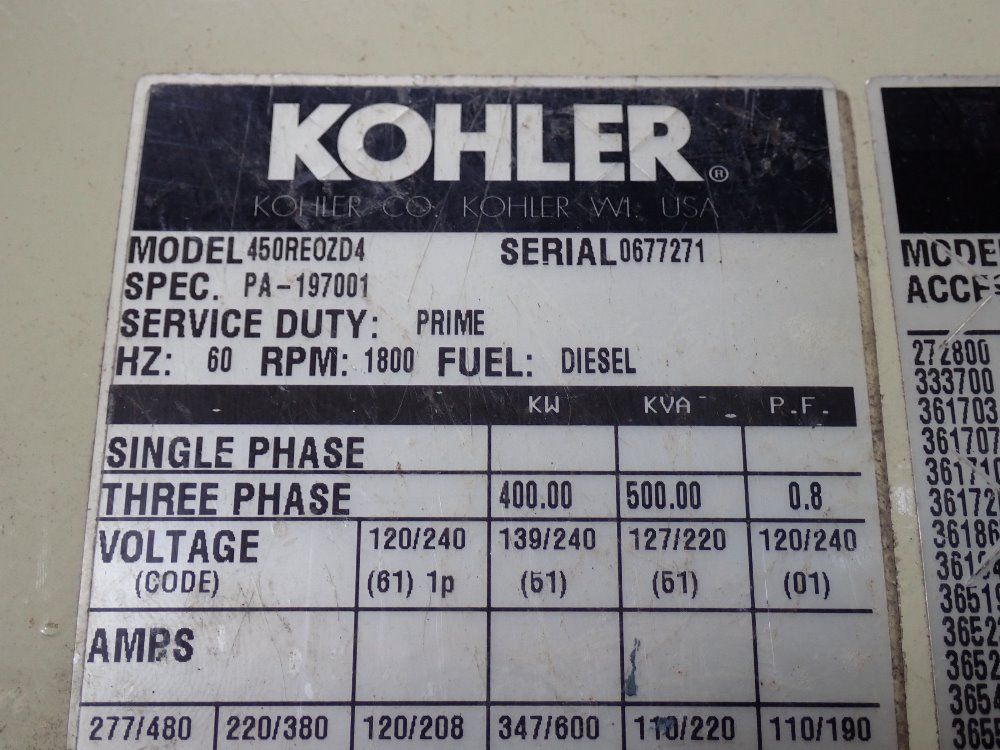 KOHLER®
KOHLER CO. KOHLER WI. USA
MODEL 450REOZD4 SERIAL 0677271
SPEC. PA-197001
SERVICE DUTY: PRIME
HZ: 60 RPM: 1800 FUEL: DIESEL
KW KVA P.F.
SINGLE PHASE
THREE PHASE 400.00 500.00 0.8
VOLTAGE 120/240 139/240 127/220 120/240
(CODE) (61) 1p (51) (61) (01)
AMPS
277/480 220/380 120/208 347/600 110/220 110/190
272800
333700
361703